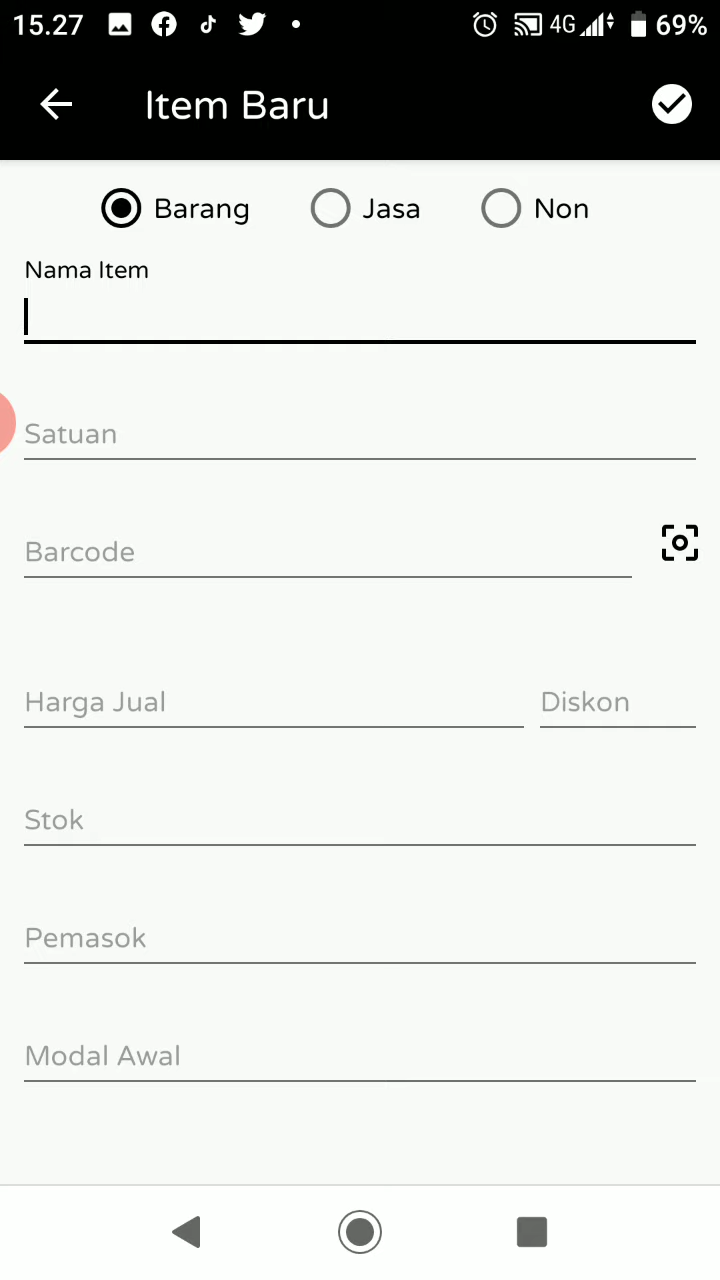 15.27 4G 69%
Item Baru
Barang Jasa Non
Nama Item
Satuan
Barcode
Harga Jual Diskon
Stok
Pemasok
Modal Awal